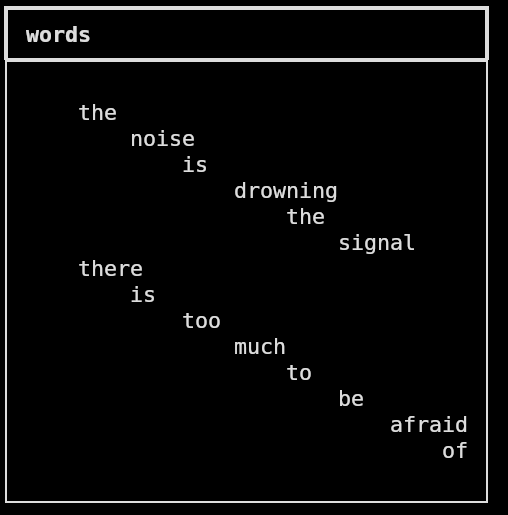 words
the
noise
is
drowning
the
signal
there
is
too
much
to
be
afraid
of